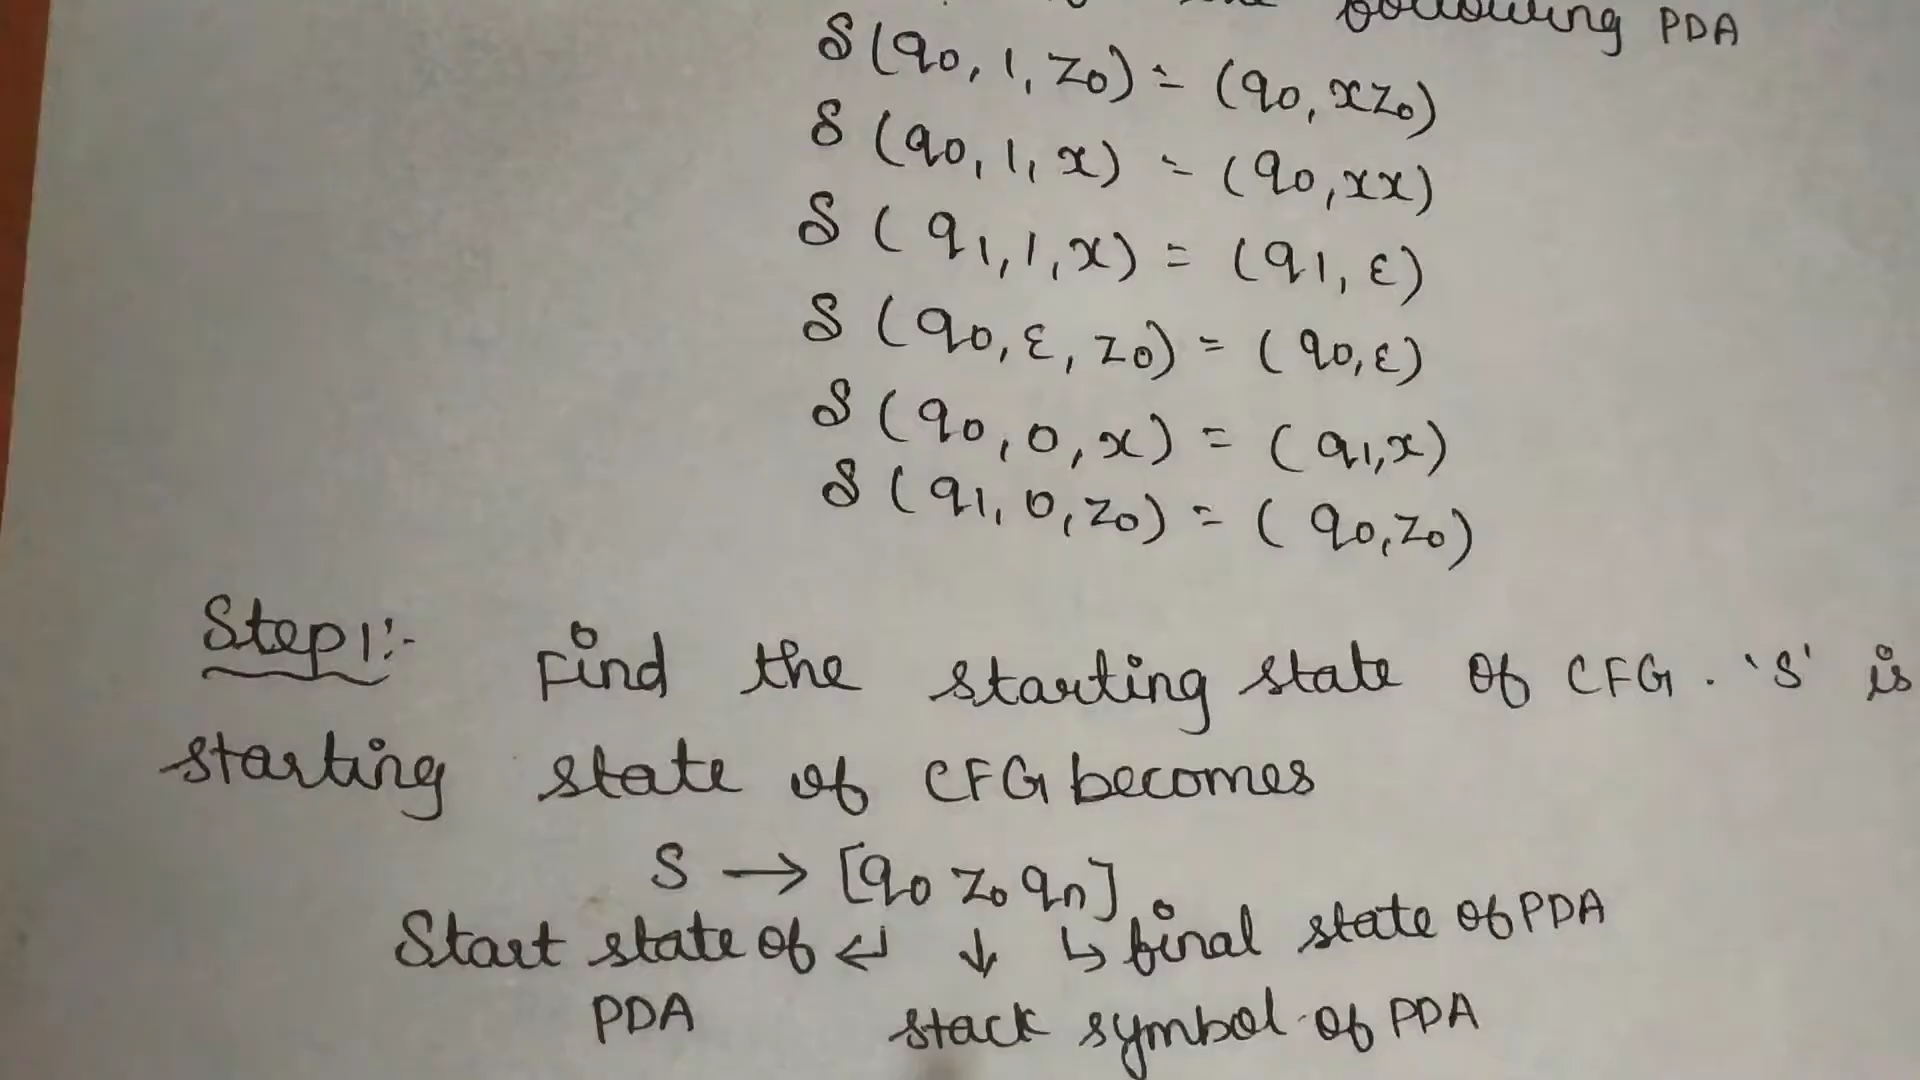 following PDA
δ(q0, 1, z0) = (q0, xz0)
δ(q0, 1, x) = (q0, xx)
δ(q1, 1, x) = (q1, ε)
δ(q0, ε, z0) = (q0, ε)
δ(q0, 0, x) = (q1, x)
δ(q1, 0, z0) = (q0, z0)
Step1:- Find the starting state of CFG. 'S' is
starting state of CFG becomes
S → [q0 z0 qn]
Start state of ↵ ↓ ↳ final state of PDA
PDA stack symbol of PDA